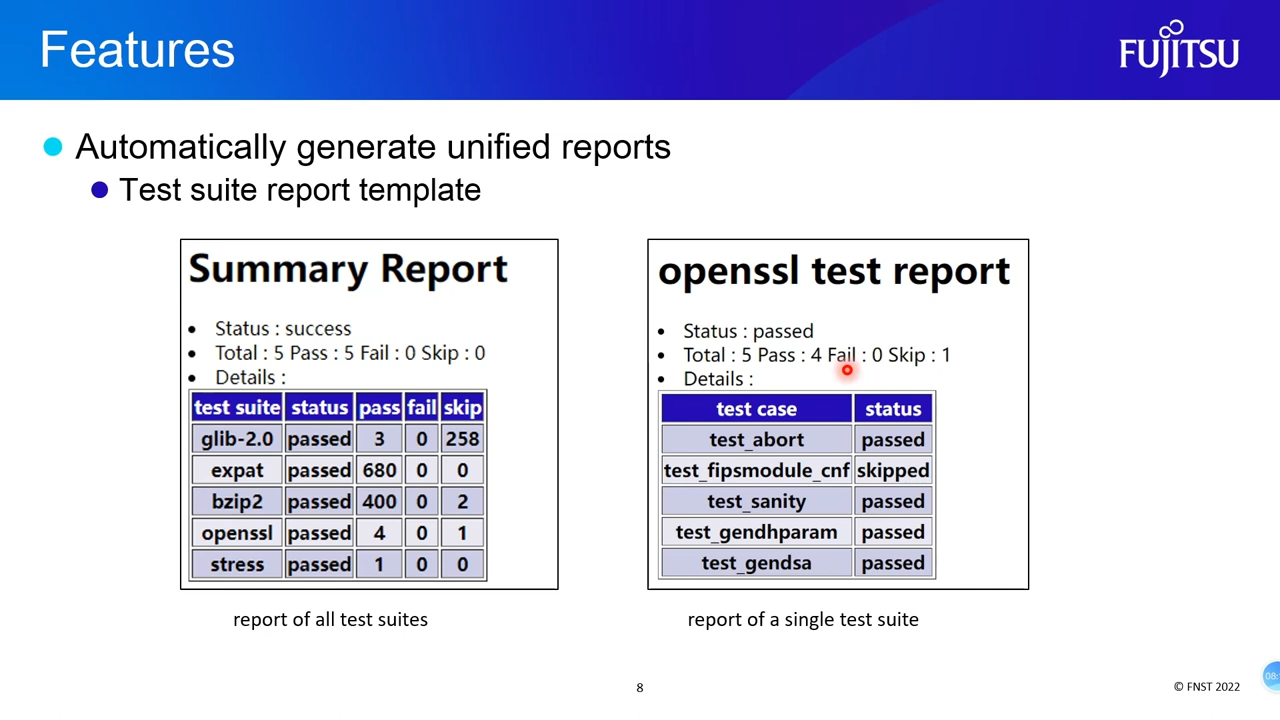 Features
FUJITSU
Automatically generate unified reports
Test suite report template
Summary Report
Status : success
Total : 5 Pass : 5 Fail : 0 Skip : 0
Details :
test suite status pass fail skip
glib-2.0 passed 3 0 258
expat passed 680 0 0
bzip2 passed 400 0 2
openssl passed 4 0 1
stress passed 1 0 0
report of all test suites
openssl test report
Status : passed
Total : 5 Pass : 4 Fail : 0 Skip : 1
Details :
test case status
test_abort passed
test_fipsmodule_cnf skipped
test_sanity passed
test_gendhparam passed
test_gendsa passed
report of a single test suite
8
© FNST 2022